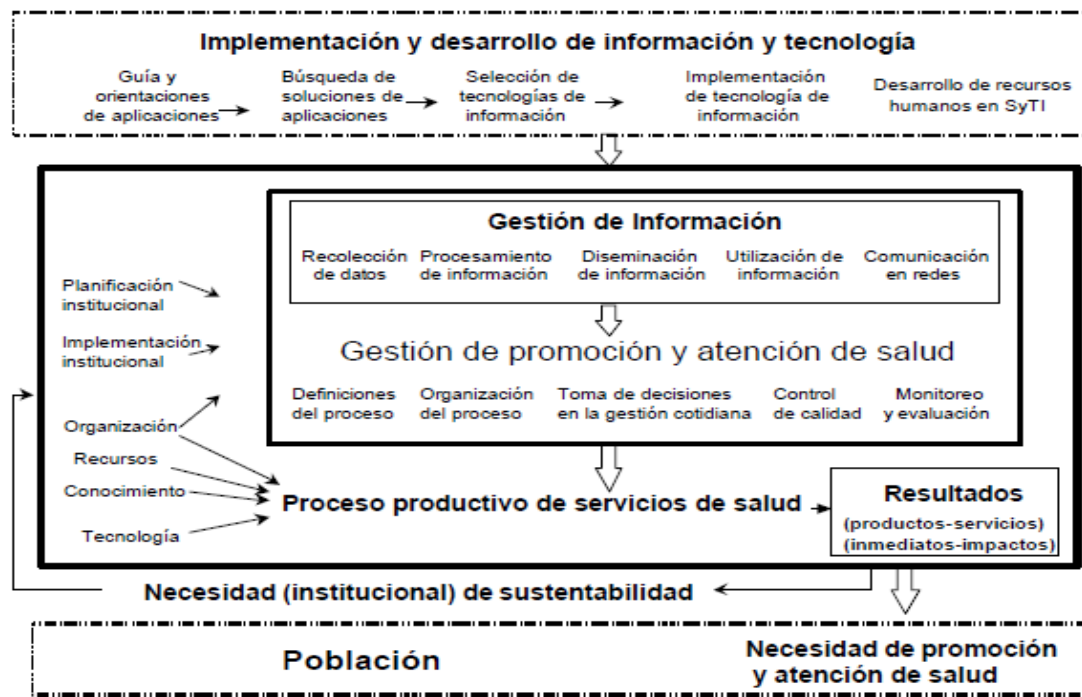 Implementación y desarrollo de información y tecnología
Guía y
orientaciones
de aplicaciones
Búsqueda de
soluciones de
aplicaciones
Selección de
tecnologías de
información
Implementación
de tecnología de
información
Desarrollo de recursos
humanos en SyTI
Gestión de Información
Recolección
de datos
Procesamiento
de información
Diseminación
de información
Utilización de
información
Comunicación
en redes
Planificación
institucional
Implementación
institucional
Organización
Recursos
Conocimiento
Tecnología
Gestión de promoción y atención de salud
Definiciones
del proceso
Organización
del proceso
Toma de decisiones
en la gestión cotidiana
Control
de calidad
Monitoreo
y evaluación
Proceso productivo de servicios de salud
Resultados
(productos-servicios)
(inmediatos-impactos)
Necesidad (institucional) de sustentabilidad
Población
Necesidad de promoción
y atención de salud